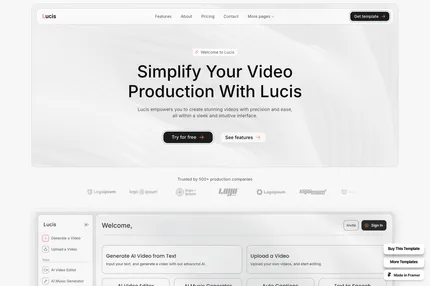 Lucis
Features
About
Pricing
Contact
More pages
Get template
Welcome to Lucis
Simplify Your Video
Production With Lucis
Lucis empowers you to create stunning videos with precision and ease,
all within a sleek and intuitive interface.
Try for free
See features
Trusted by 500+ production companies
Logoipsum
logo ipsum
logo
ipsum
Logoipsum
Lucis
Generate a Video
Upload a Video
AI Video Editor
AI Music Generator
Welcome,
Sign in
Generate AI Video from Text
Input your text, and generate a video with our advanced AI.
Upload a Video
Upload your own videos, and start editing.
AI Video Editor
AI Music Generator
Auto Captions
Text to Speech
Buy This Template
More Templates
Made in Framer